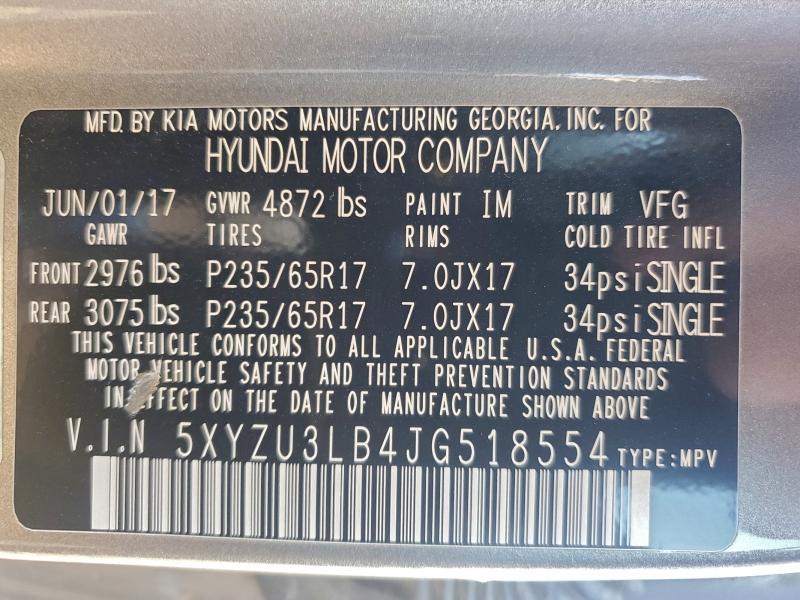 MFD. BY KIA MOTORS MANUFACTURING GEORGIA, INC. FOR
HYUNDAI MOTOR COMPANY
JUN/01/17 GVWR 4872 lbs PAINT IM TRIM VFG
GAWR TIRES RIMS COLD TIRE INFL
FRONT 2976 lbs P235/65R17 7.0JX17 34psi SINGLE
REAR 3075 lbs P235/65R17 7.0JX17 34psi SINGLE
THIS VEHICLE CONFORMS TO ALL APPLICABLE U.S.A. FEDERAL
MOTOR VEHICLE SAFETY AND THEFT PREVENTION STANDARDS
IN EFFECT ON THE DATE OF MANUFACTURE SHOWN ABOVE
V.I.N 5XYZU3LB4JG518554 TYPE:MPV